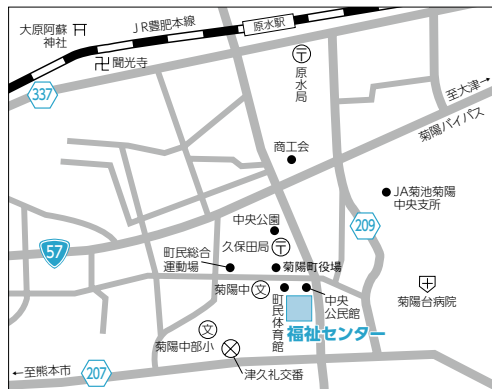 大原阿蘇
神社
JR豊肥本線
原水駅
卍聞光寺
〒
原水局
337
至大津→
菊陽バイパス
商工会
JA菊池菊陽
中央支所
209
中央公園
久保田局〒
57
町民総合
運動場
菊陽町役場
菊陽中文
町民体育館
中央
公民館
菊陽台病院
福祉センター
文
菊陽中部小
津久礼交番
←至熊本市
207